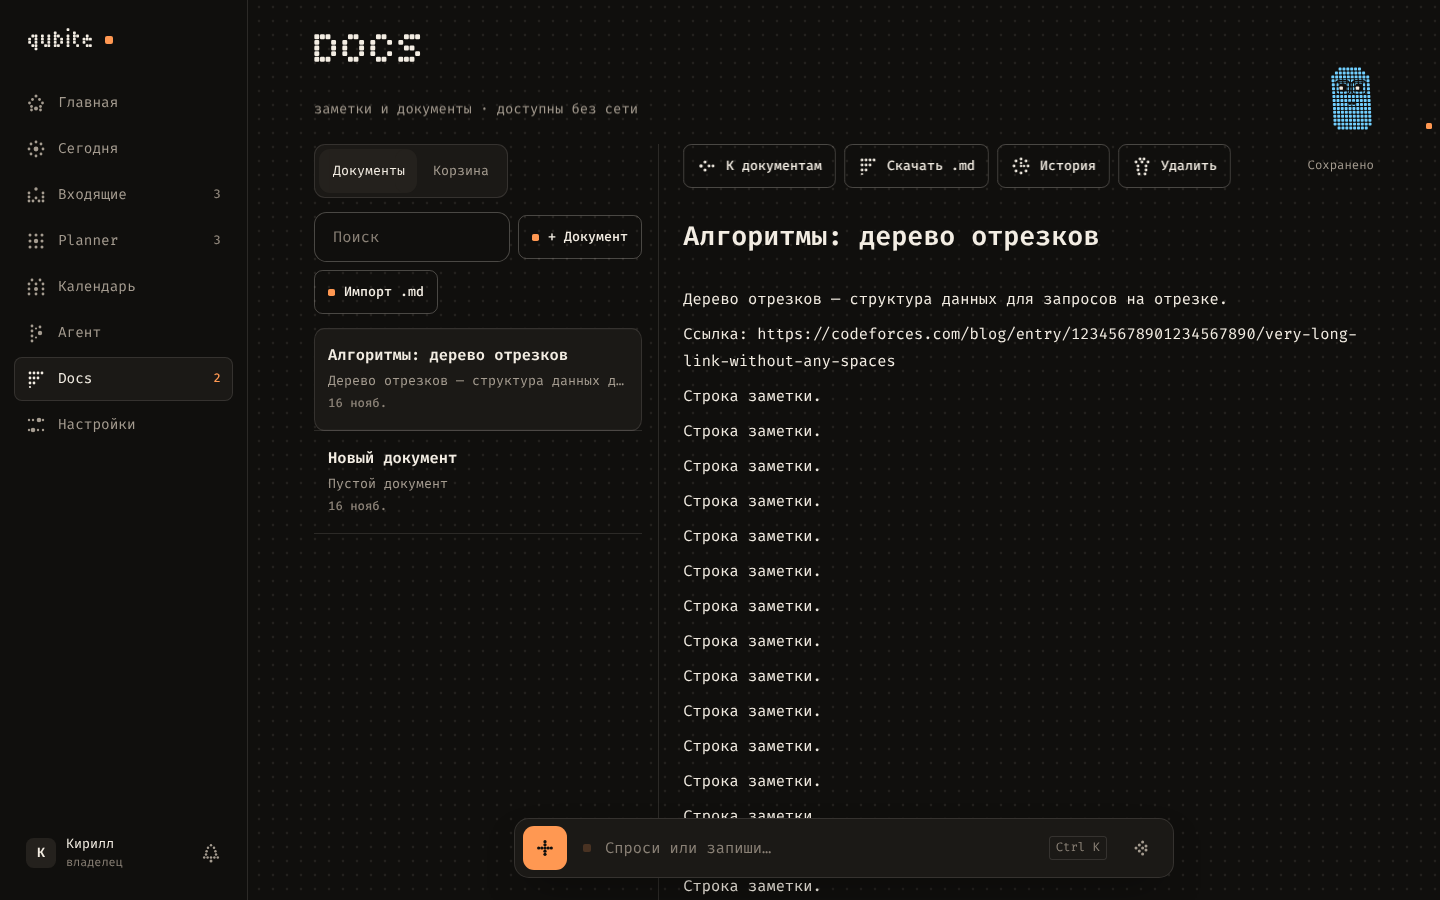 qubite
Главная
Сегодня
Входящие 3
Planner 3
Календарь
Агент
Docs 2
Настройки
К
Кирилл
владелец
DOCS
заметки и документы · доступны без сети
Документы Корзина
Поиск
+ Документ
Импорт .md
Алгоритмы: дерево отрезков
Дерево отрезков — структура данных д…
16 нояб.
Новый документ
Пустой документ
16 нояб.
К документам Скачать .md История Удалить Сохранено
Алгоритмы: дерево отрезков
Дерево отрезков — структура данных для запросов на отрезке.
Ссылка: https://codeforces.com/blog/entry/12345678901234567890/very-long-
link-without-any-spaces
Строка заметки.
Строка заметки.
Строка заметки.
Строка заметки.
Строка заметки.
Строка заметки.
Строка заметки.
Строка заметки.
Строка заметки.
Строка заметки.
Строка заметки.
Строка заметки.
Строка заметки.
Спроси или запиши… Ctrl K
Строка заметки.